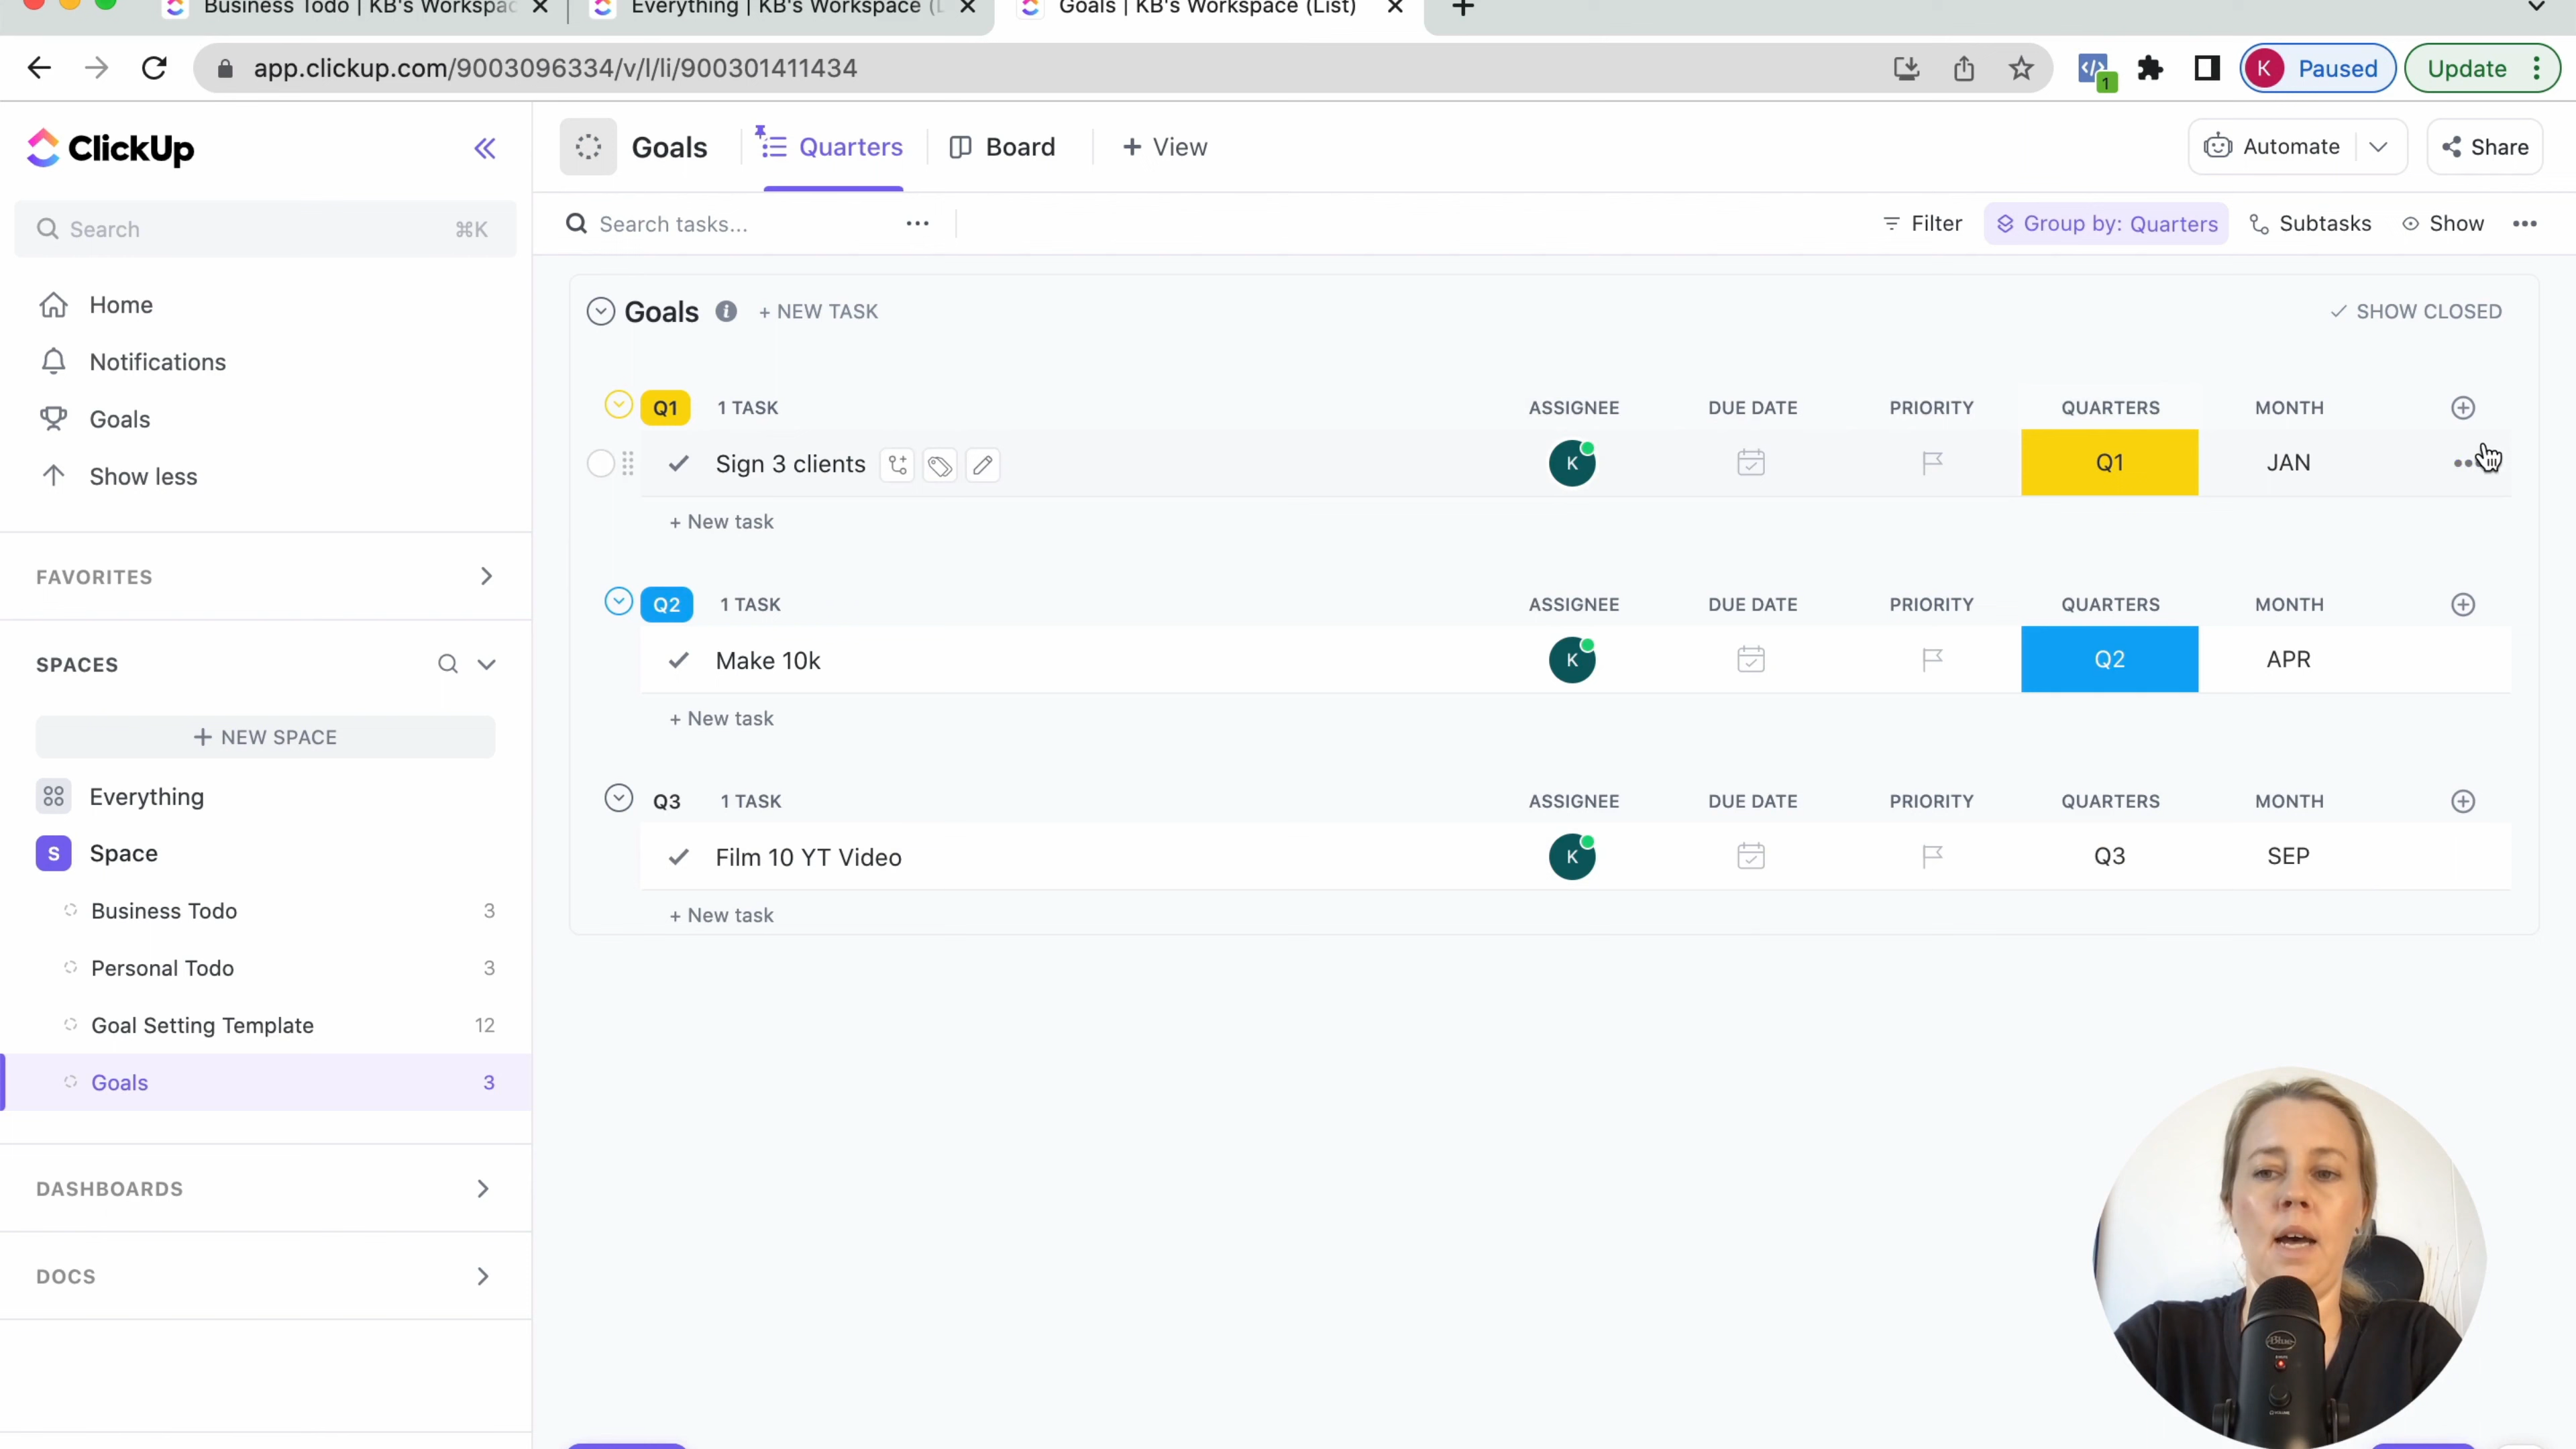 Business Todo | KB's Workspac
Everything | KB's Workspace (L
Goals | KB's Workspace (List)
app.clickup.com/9003096334/v/l/li/900301411434
1
K Paused
Update
ClickUp
Goals
Quarters
Board
+ View
Automate
Share
Search ⌘K
Search tasks...
Filter
Group by: Quarters
Subtasks
Show
Home
Notifications
Goals
Show less
FAVORITES
SPACES
+ NEW SPACE
Everything
S Space
Business Todo 3
Personal Todo 3
Goal Setting Template 12
Goals 3
DASHBOARDS
DOCS
Goals + NEW TASK SHOW CLOSED
Q1 1 TASK ASSIGNEE DUE DATE PRIORITY QUARTERS MONTH
Sign 3 clients K Q1 JAN
+ New task
Q2 1 TASK ASSIGNEE DUE DATE PRIORITY QUARTERS MONTH
Make 10k K Q2 APR
+ New task
Q3 1 TASK ASSIGNEE DUE DATE PRIORITY QUARTERS MONTH
Film 10 YT Video K Q3 SEP
+ New task
Blue